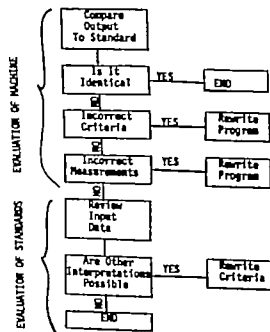 Compare
Output
To Standard
Is It
Identical
YES
END
NO
Incorrect
Criteria
YES
Rewrite
Program
NO
Incorrect
Measurements
YES
Rewrite
Program
NO
Review
Input
Data
Are Other
Interpretations
Possible
YES
Rewrite
Criteria
NO
END
EVALUATION OF MACHINE
EVALUATION OF STANDARDS